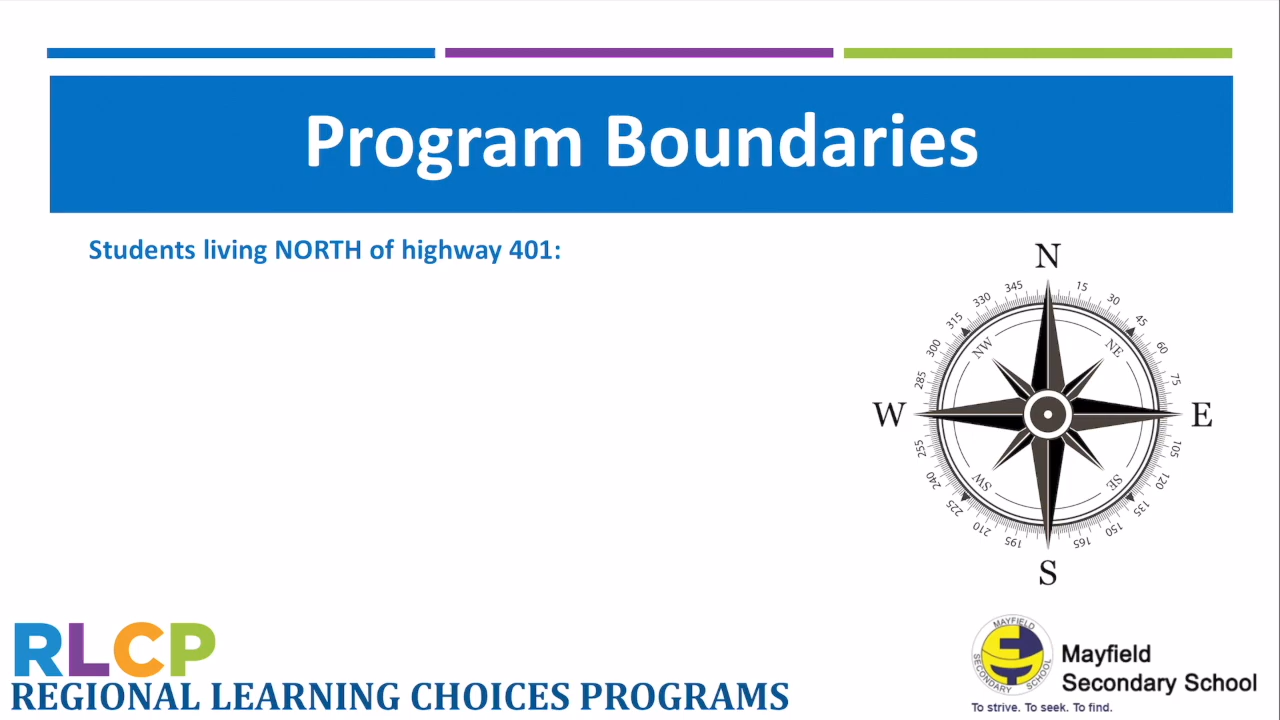 Program Boundaries
Students living NORTH of highway 401:
N
345
15
330
30
315
45
NW
NE
300
60
285
75
W
E
255
105
240
120
SW
SE
225
135
210
150
195
165
S
RLCP
REGIONAL LEARNING CHOICES PROGRAMS
MAYFIELD
SECONDARY SCHOOL
Mayfield
Secondary School
To strive. To seek. To find.